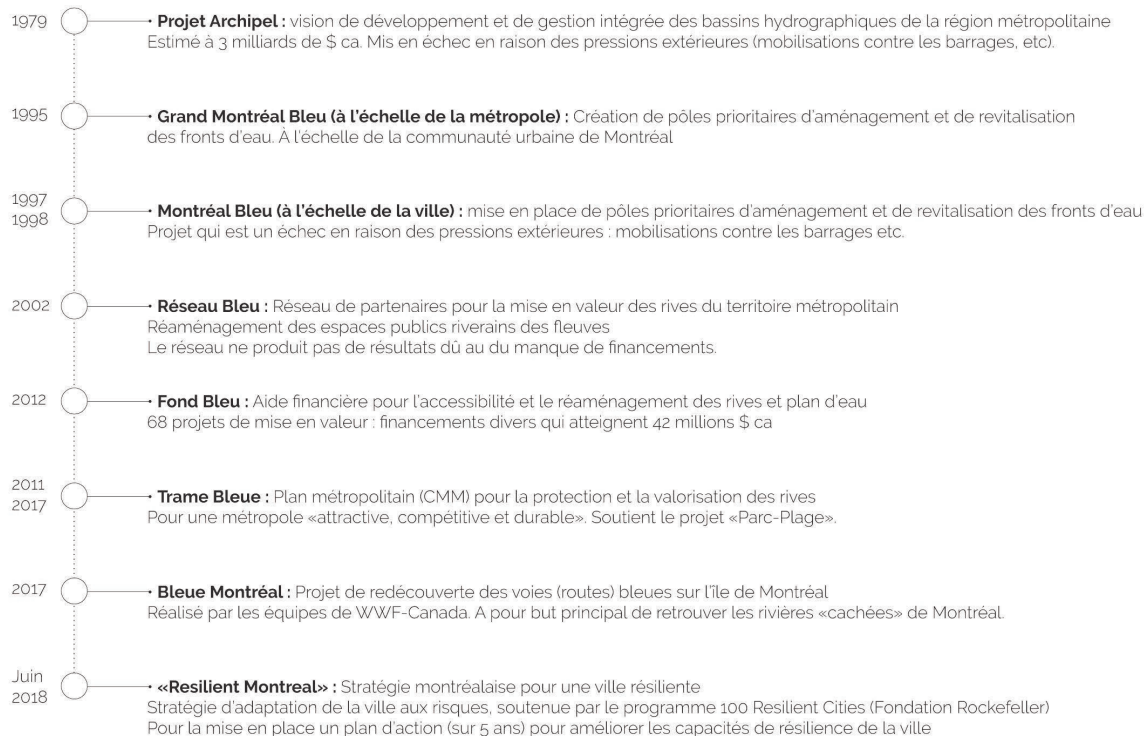 1979
• Projet Archipel : vision de développement et de gestion intégrée des bassins hydrographiques de la région métropolitaine
Estimé à 3 milliards de $ ca. Mis en échec en raison des pressions extérieures (mobilisations contre les barrages, etc).
1995
• Grand Montréal Bleu (à l'échelle de la métropole) : Création de pôles prioritaires d'aménagement et de revitalisation
des fronts d'eau. À l'échelle de la communauté urbaine de Montréal
1997
1998
• Montréal Bleu (à l'échelle de la ville) : mise en place de pôles prioritaires d'aménagement et de revitalisation des fronts d'eau
Projet qui est un échec en raison des pressions extérieures : mobilisations contre les barrages etc.
2002
• Réseau Bleu : Réseau de partenaires pour la mise en valeur des rives du territoire métropolitain
Réaménagement des espaces publics riverains des fleuves
Le réseau ne produit pas de résultats dû au du manque de financements.
2012
• Fond Bleu : Aide financière pour l'accessibilité et le réaménagement des rives et plan d'eau
68 projets de mise en valeur : financements divers qui atteignent 42 millions $ ca
2011
2017
• Trame Bleue : Plan métropolitain (CMM) pour la protection et la valorisation des rives
Pour une métropole «attractive, compétitive et durable». Soutient le projet «Parc-Plage».
2017
• Bleue Montréal : Projet de redécouverte des voies (routes) bleues sur l'île de Montréal
Réalisé par les équipes de WWF-Canada. A pour but principal de retrouver les rivières «cachées» de Montréal.
Juin
2018
• «Resilient Montreal» : Stratégie montréalaise pour une ville résiliente
Stratégie d'adaptation de la ville aux risques, soutenue par le programme 100 Resilient Cities (Fondation Rockefeller)
Pour la mise en place un plan d'action (sur 5 ans) pour améliorer les capacités de résilience de la ville